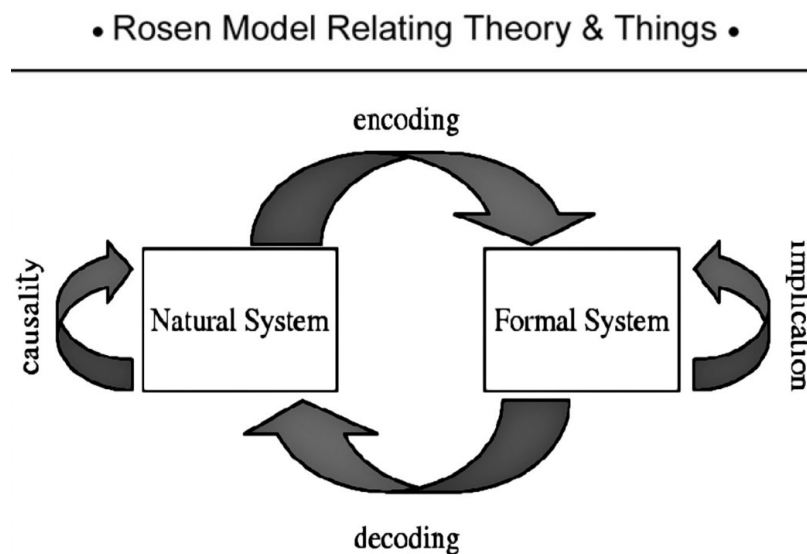 • Rosen Model Relating Theory & Things •
encoding
causality
Natural System
Formal System
Implication
decoding